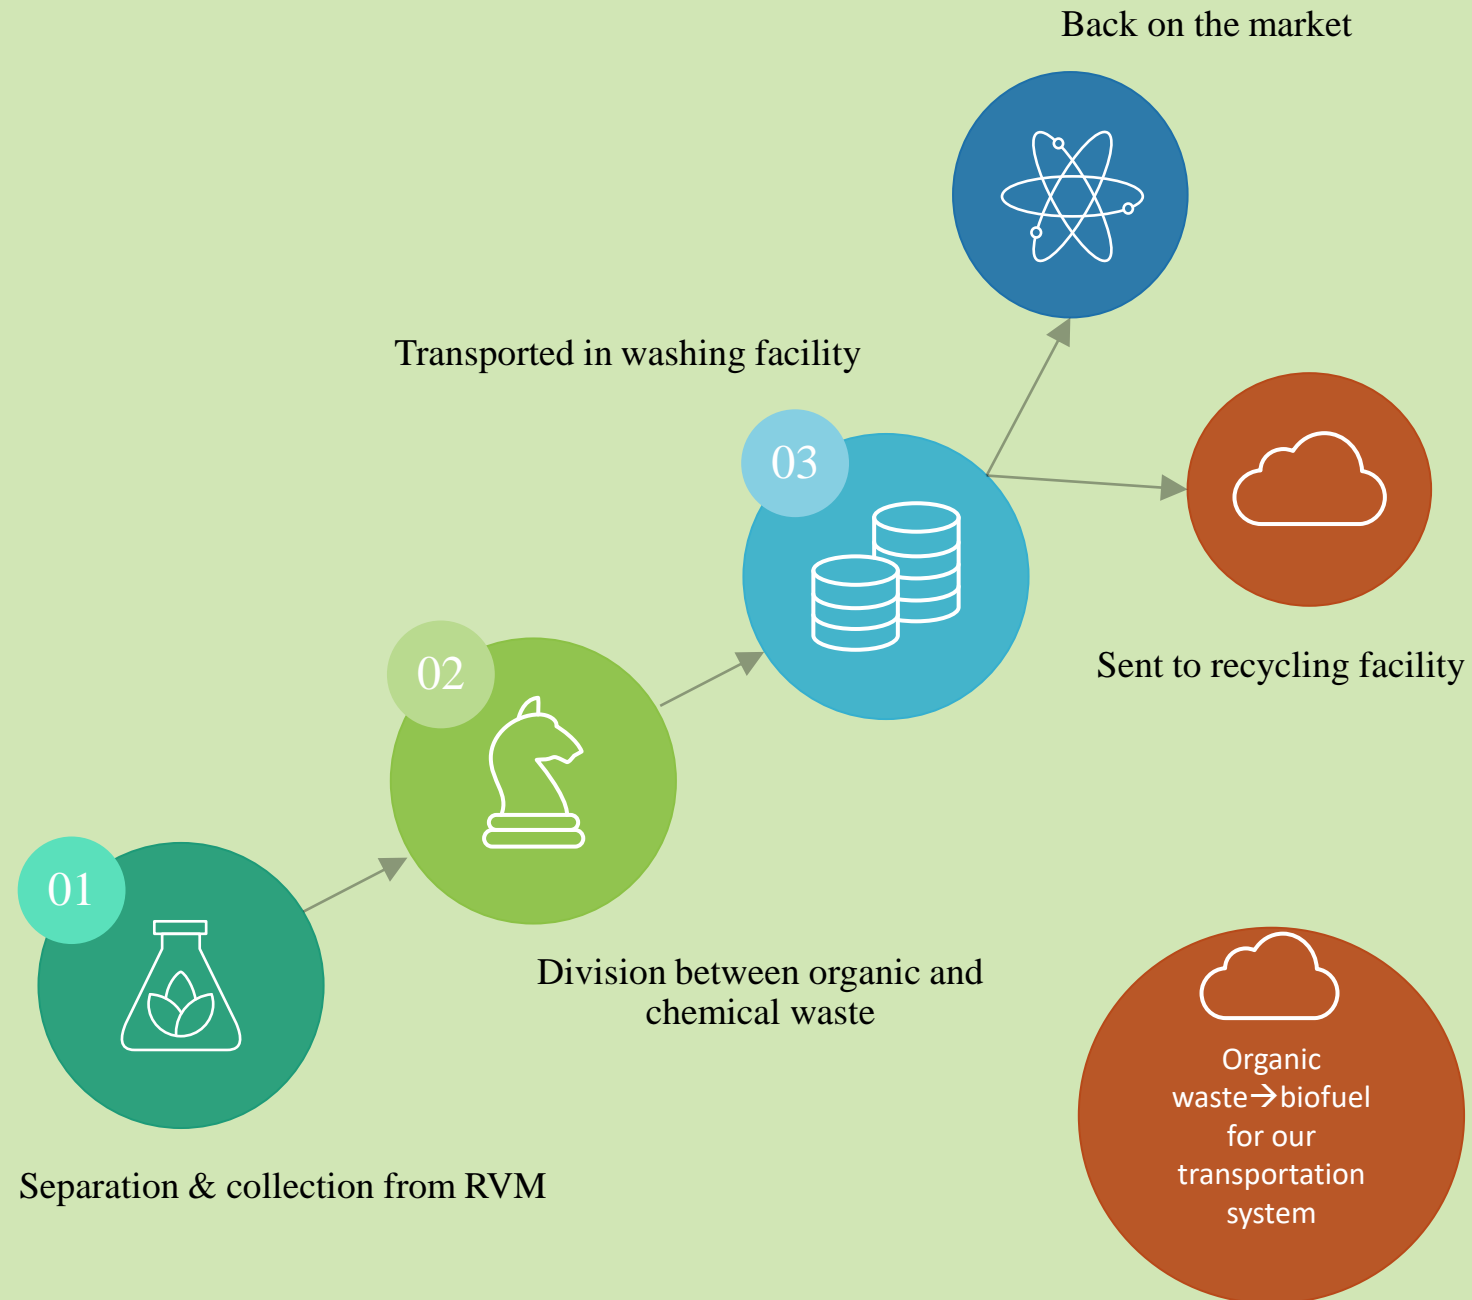 Back on the market
Transported in washing facility
03
Sent to recycling facility
02
Division between organic and
chemical waste
01
Separation & collection from RVM
Organic
waste→biofuel
for our
transportation
system